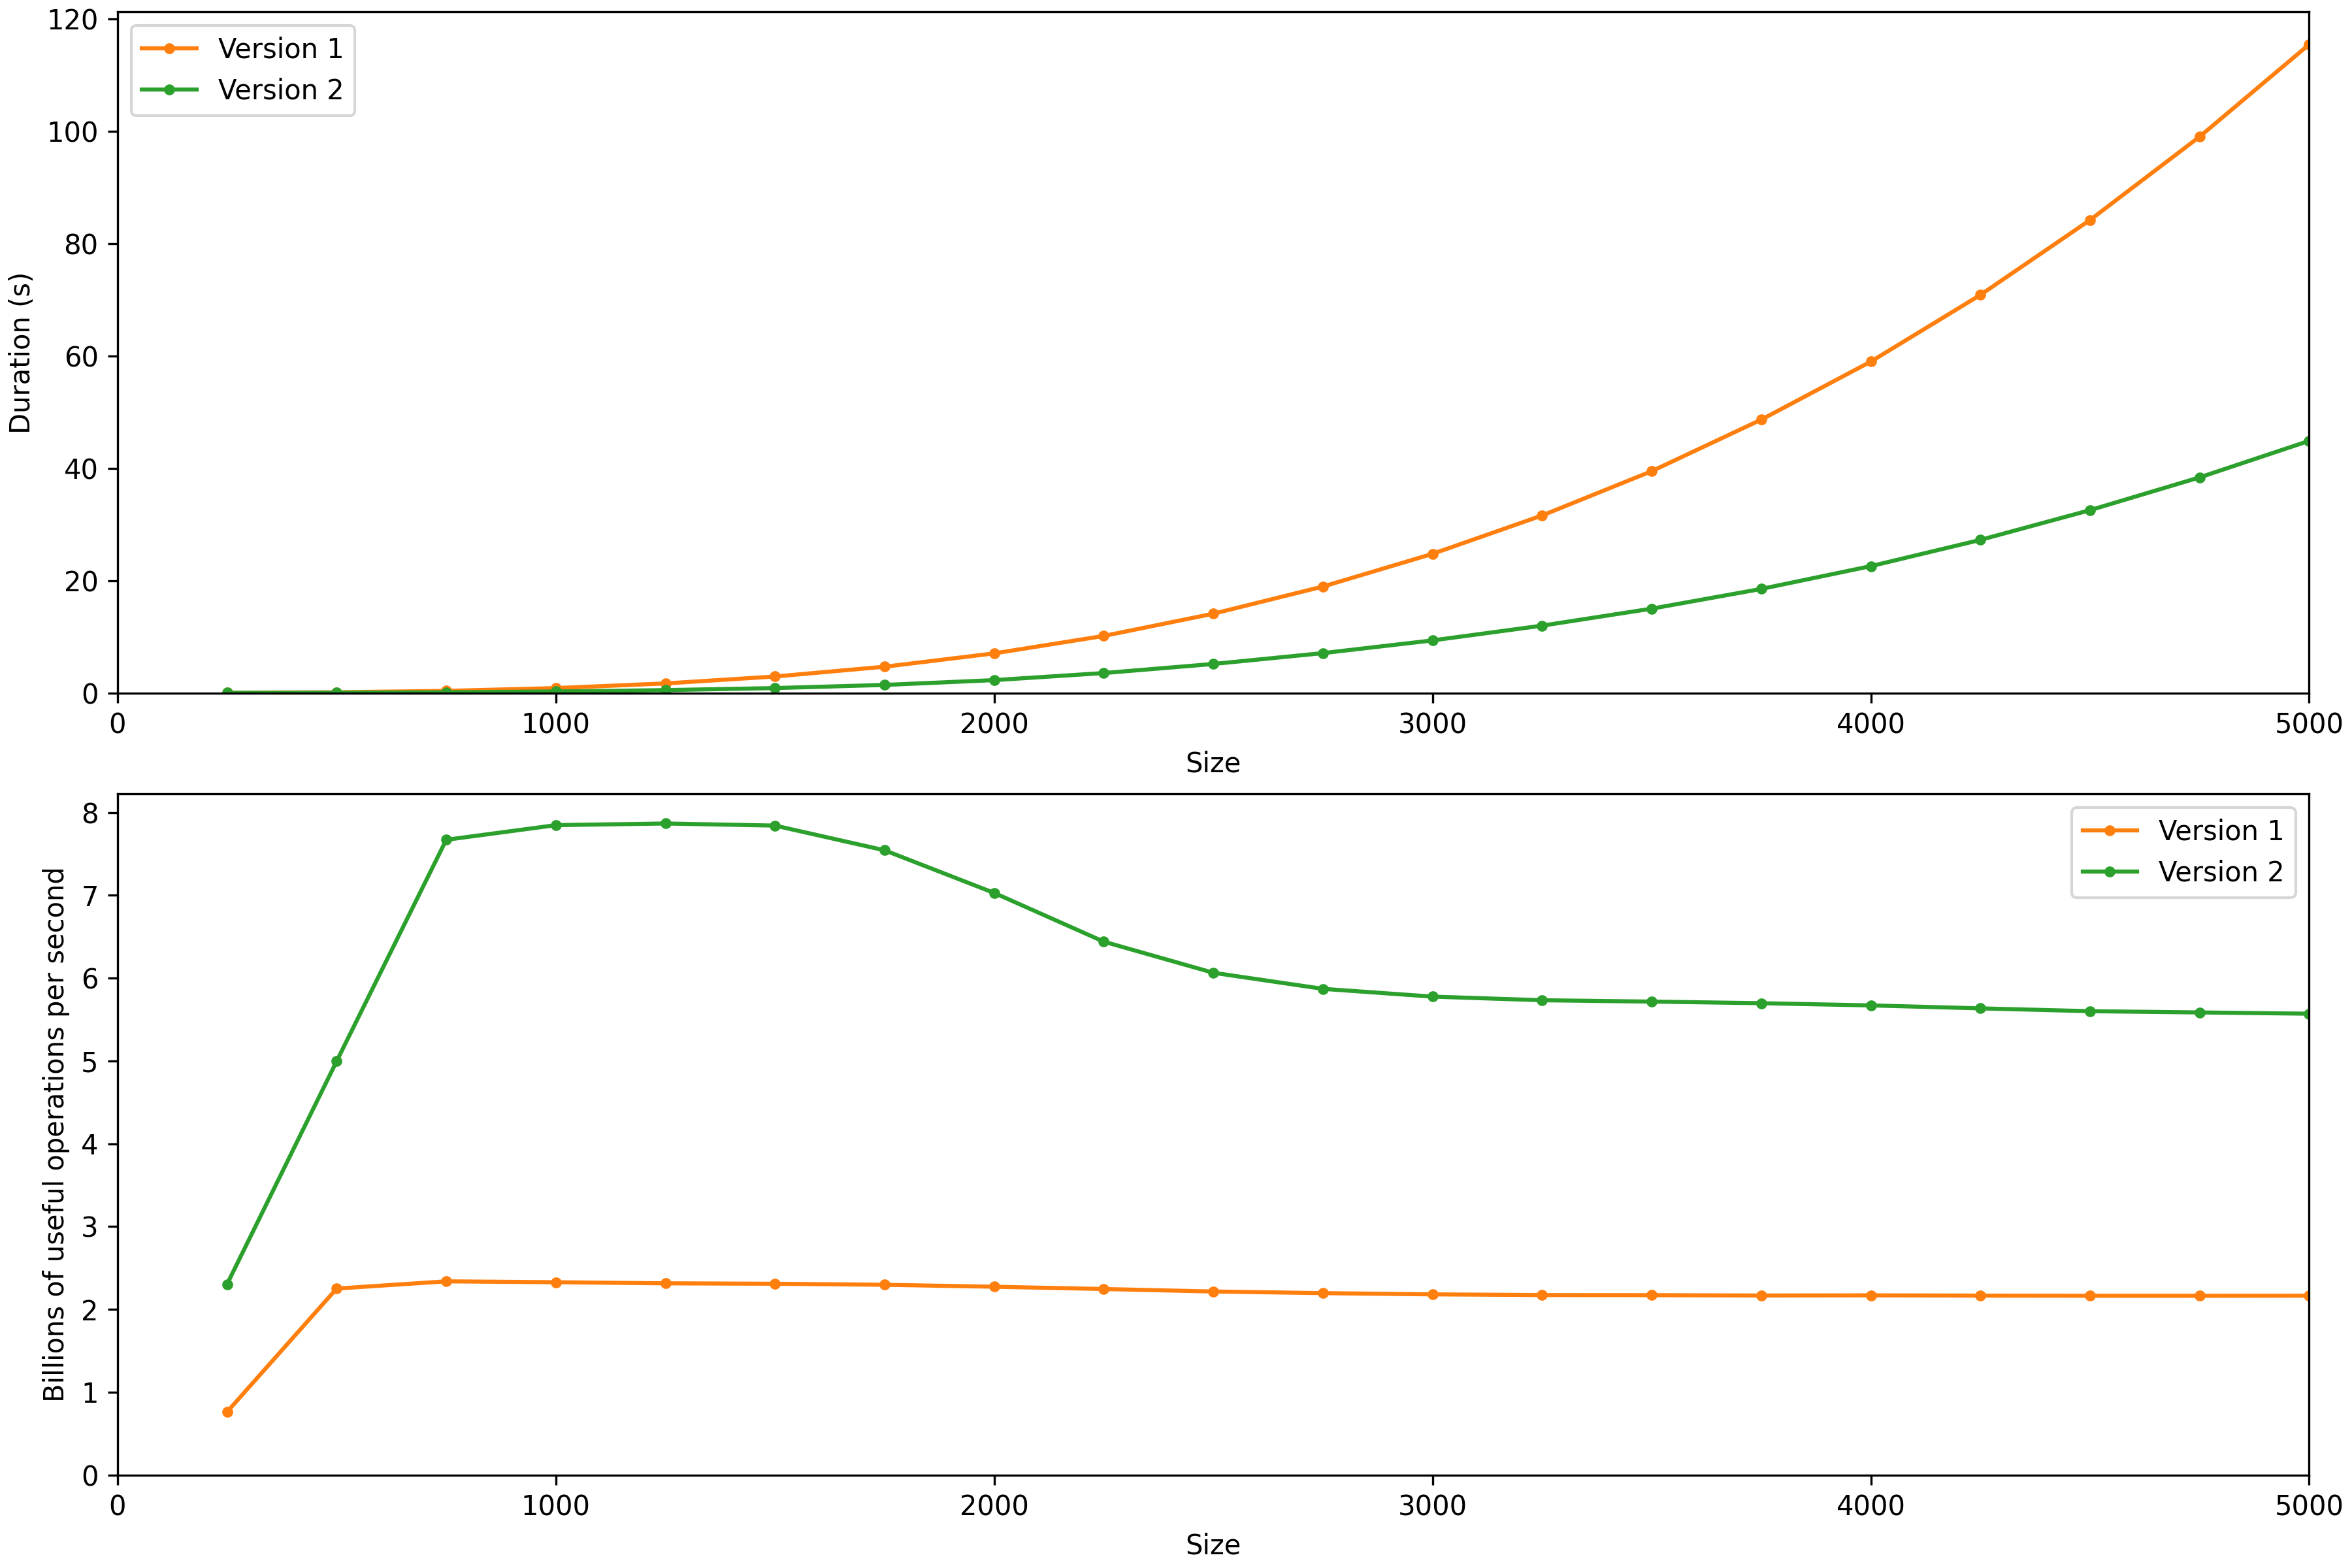 120
100
80
60
40
20
0
Duration (s)
Version 1
Version 2
0 1000 2000 3000 4000 5000
Size
8
7
6
5
4
3
2
1
0
Billions of useful operations per second
Version 1
Version 2
0 1000 2000 3000 4000 5000
Size